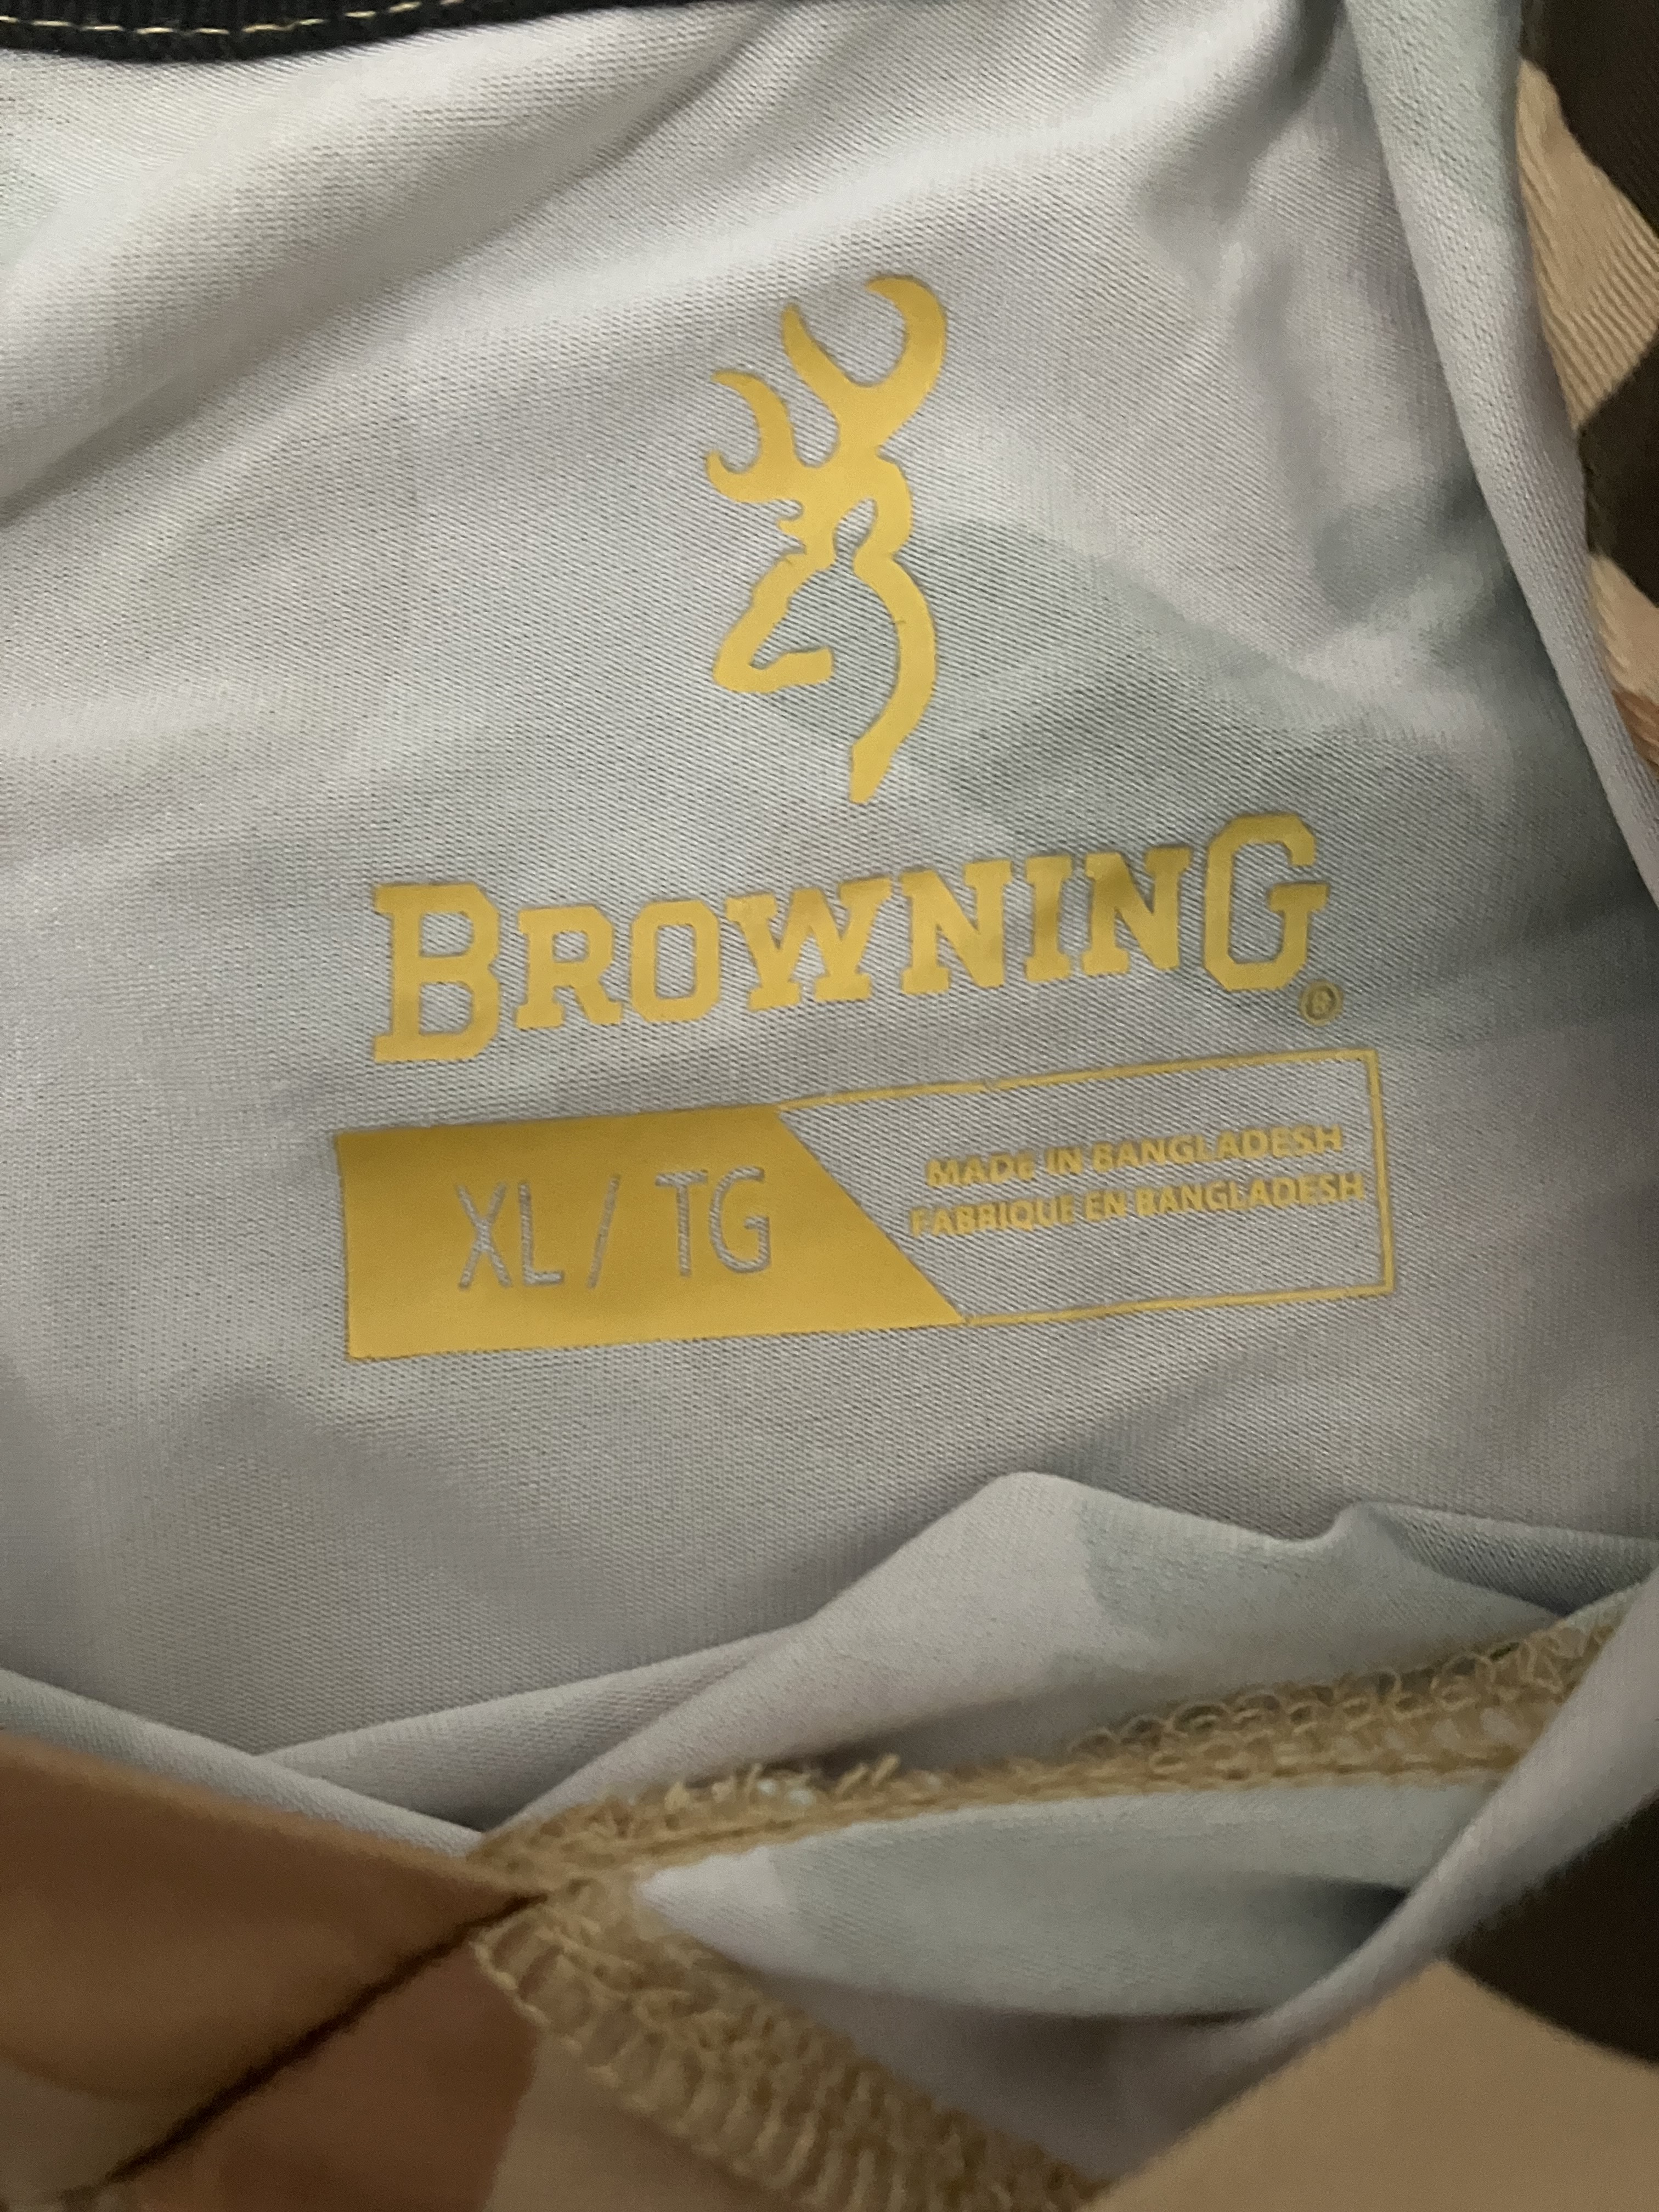 BROWNING®
XL / TG
MADE IN BANGLADESH
FABRIQUE EN BANGLADESH